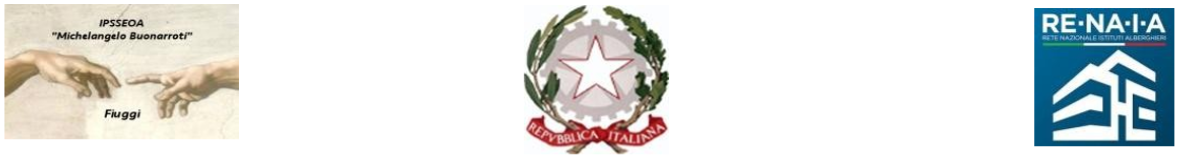 IPSSEOA
"Michelangelo Buonarroti"
Fiuggi
REPVBBLICA ITALIANA
RE•NA•I•A
RETE NAZIONALE ISTITUTI ALBERGHIERI